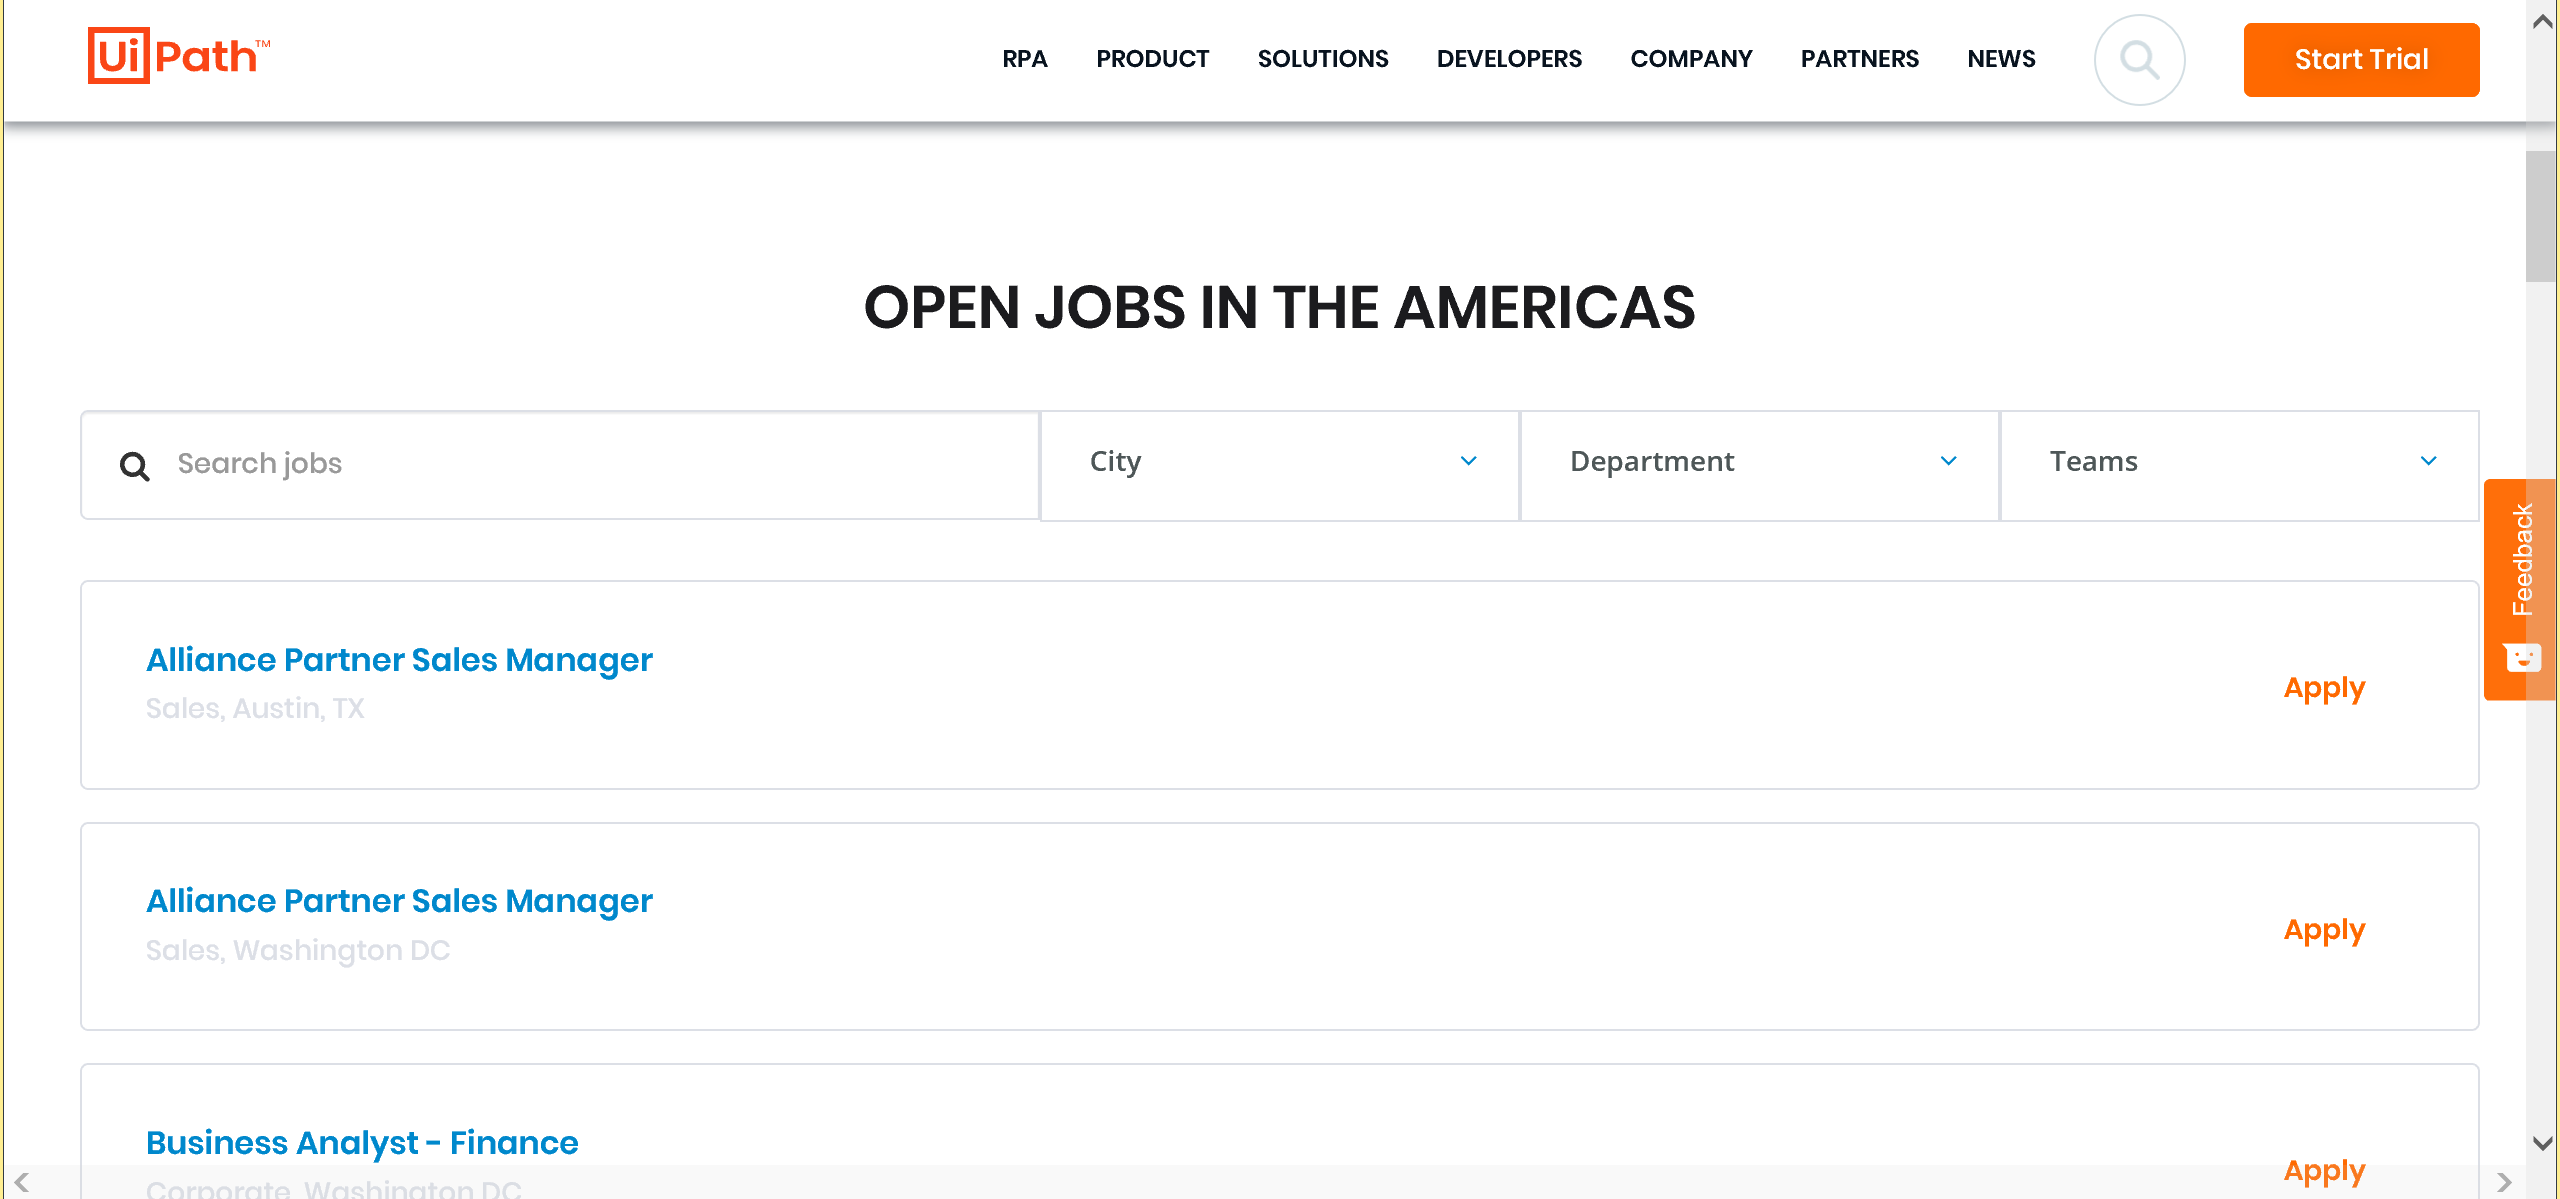 UiPath™
RPA PRODUCT SOLUTIONS DEVELOPERS COMPANY PARTNERS NEWS Start Trial
OPEN JOBS IN THE AMERICAS
Search jobs City Department Teams
Feedback
Alliance Partner Sales Manager
Sales, Austin, TX
Apply
Alliance Partner Sales Manager
Sales, Washington DC
Apply
Business Analyst - Finance
Corporate, Washington DC
Apply